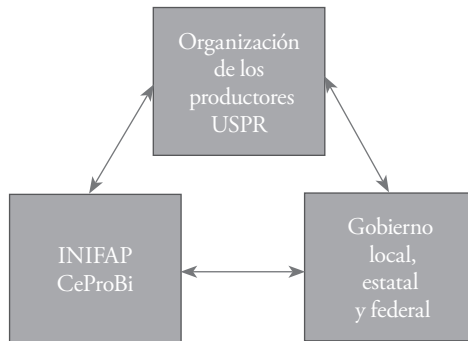 Organización
de los
productores
USPR
INIFAP
CeProBi
Gobierno
local,
estatal
y federal